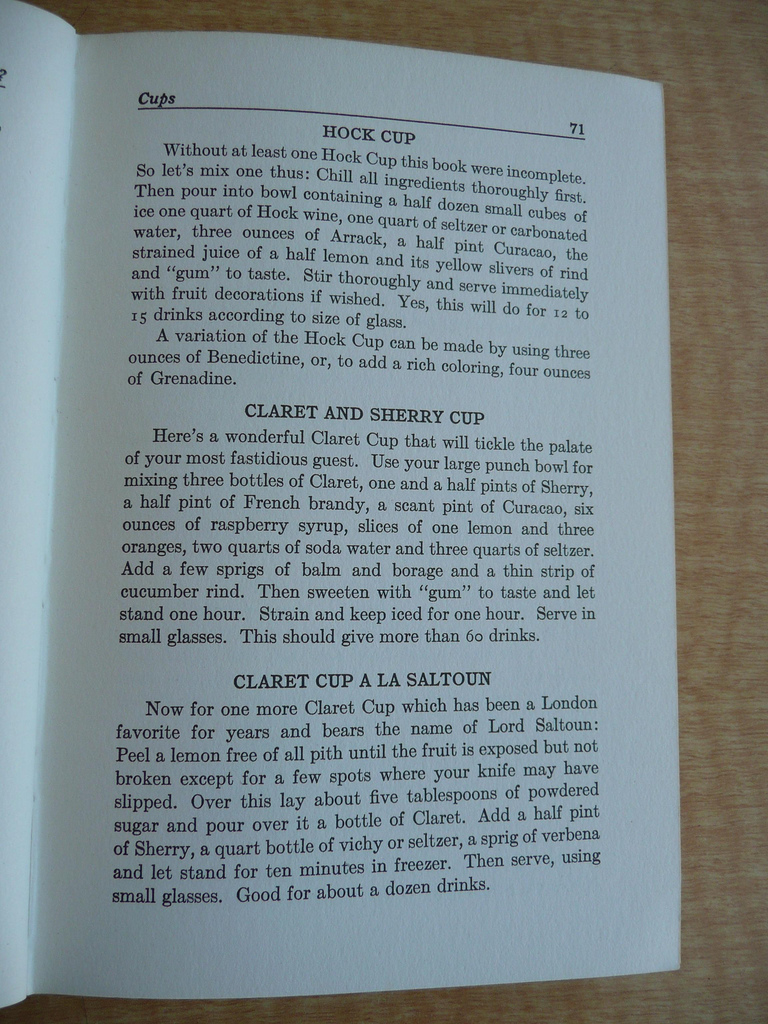 Cups 71
HOCK CUP
Without at least one Hock Cup this book were incomplete.
So let's mix one thus: Chill all ingredients thoroughly first.
Then pour into bowl containing a half dozen small cubes of
ice one quart of Hock wine, one quart of seltzer or carbonated
water, three ounces of Arrack, a half pint Curacao, the
strained juice of a half lemon and its yellow slivers of rind
and "gum" to taste. Stir thoroughly and serve immediately
with fruit decorations if wished. Yes, this will do for 12 to
15 drinks according to size of glass.
A variation of the Hock Cup can be made by using three
ounces of Benedictine, or, to add a rich coloring, four ounces
of Grenadine.
CLARET AND SHERRY CUP
Here's a wonderful Claret Cup that will tickle the palate
of your most fastidious guest. Use your large punch bowl for
mixing three bottles of Claret, one and a half pints of Sherry,
a half pint of French brandy, a scant pint of Curacao, six
ounces of raspberry syrup, slices of one lemon and three
oranges, two quarts of soda water and three quarts of seltzer.
Add a few sprigs of balm and borage and a thin strip of
cucumber rind. Then sweeten with "gum" to taste and let
stand one hour. Strain and keep iced for one hour. Serve in
small glasses. This should give more than 60 drinks.
CLARET CUP A LA SALTOUN
Now for one more Claret Cup which has been a London
favorite for years and bears the name of Lord Saltoun:
Peel a lemon free of all pith until the fruit is exposed but not
broken except for a few spots where your knife may have
slipped. Over this lay about five tablespoons of powdered
sugar and pour over it a bottle of Claret. Add a half pint
of Sherry, a quart bottle of vichy or seltzer, a sprig of verbena
and let stand for ten minutes in freezer. Then serve, using
small glasses. Good for about a dozen drinks.